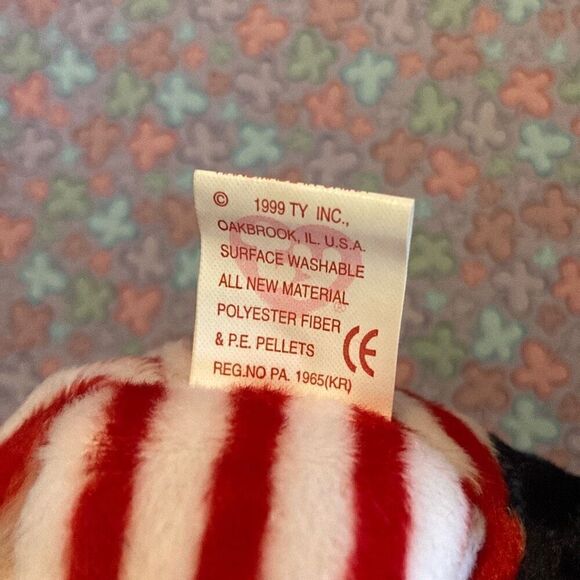 © 1999 TY INC.,
OAKBROOK, IL. U.S.A.
SURFACE WASHABLE
ALL NEW MATERIAL
POLYESTER FIBER
& P.E. PELLETS CE
REG.NO PA. 1965(KR)